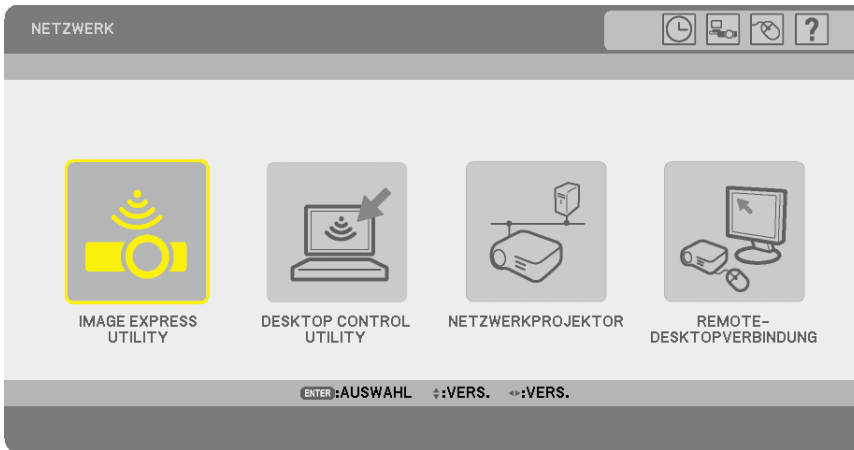 NETZWERK
?
IMAGE EXPRESS
UTILITY
DESKTOP CONTROL
UTILITY
NETZWERKPROJEKTOR
REMOTE-
DESKTOPVERBINDUNG
ENTER :AUSWAHL :VERS. :VERS.